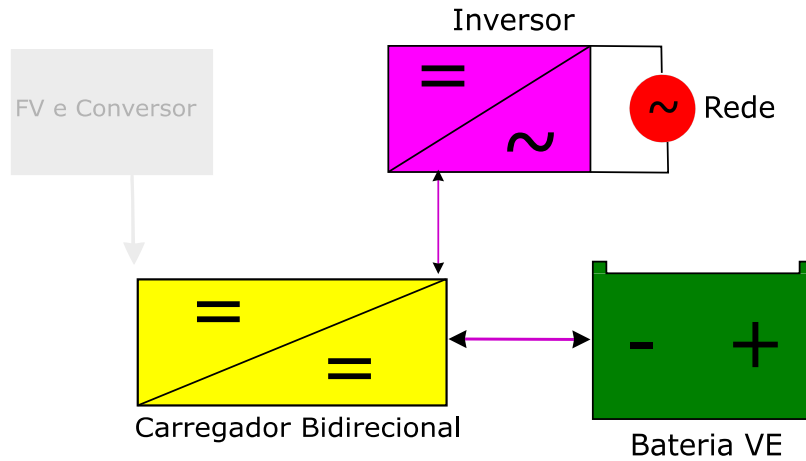 Inversor
FV e Conversor
=
~
~
Rede
=
=
- +
Carregador Bidirecional
Bateria VE